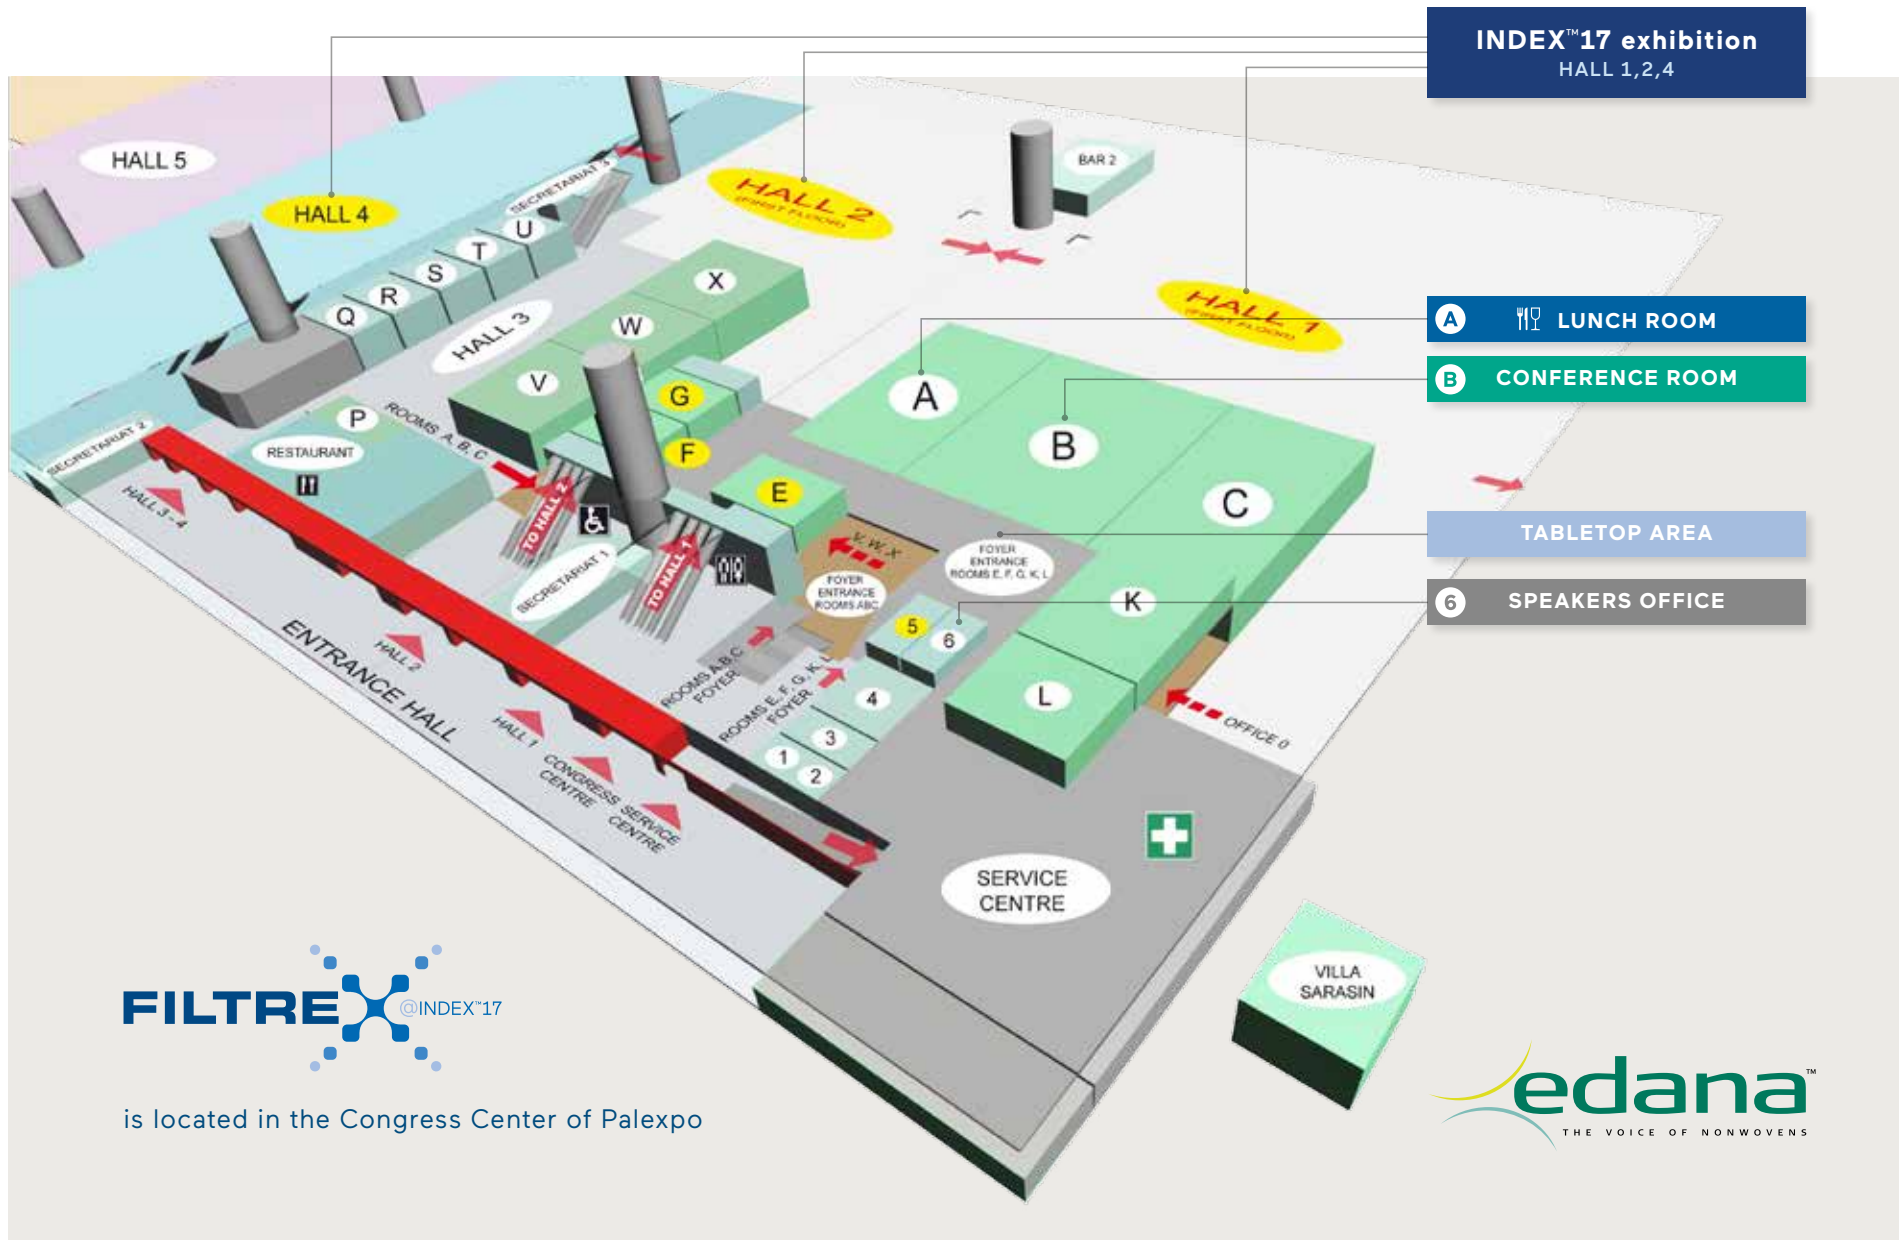 INDEX™17 exhibition
HALL 1,2,4
HALL 5
HALL 4
HALL 2
(FIRST FLOOR)
BAR 2
SECRETARIAT 3
U
T
S
R
Q
HALL 3
X
W
V
HALL 1
(FIRST FLOOR)
A LUNCH ROOM
B CONFERENCE ROOM
A
B
C
G
F
E
P
RESTAURANT
ROOMS A, B, C
SECRETARIAT 2
HALL 3 - 4
TO HALL 2
TO HALL 1
SECRETARIAT 1
V, W, X
FOYER
ENTRANCE
ROOMS E, F, G, K, L
FOYER
ENTRANCE
ROOMS ABC
TABLETOP AREA
6 SPEAKERS OFFICE
K
L
5
6
4
3
1
2
ROOMS A,B,C
FOYER
ROOMS E, F, G, K, L
FOYER
OFFICE 0
ENTRANCE HALL
HALL 2
HALL 1
CONGRESS
CENTRE
SERVICE
CENTRE
SERVICE
CENTRE
VILLA
SARASIN
FILTREX @INDEX™17
is located in the Congress Center of Palexpo
edana™
THE VOICE OF NONWOVENS